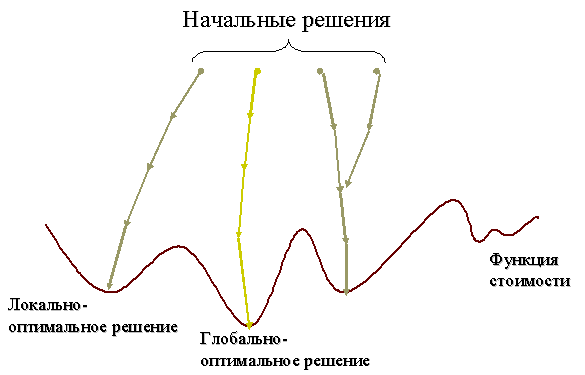 Начальные решения
Функция
стоимости
Локально-
оптимальное решение
Глобально-
оптимальное решение